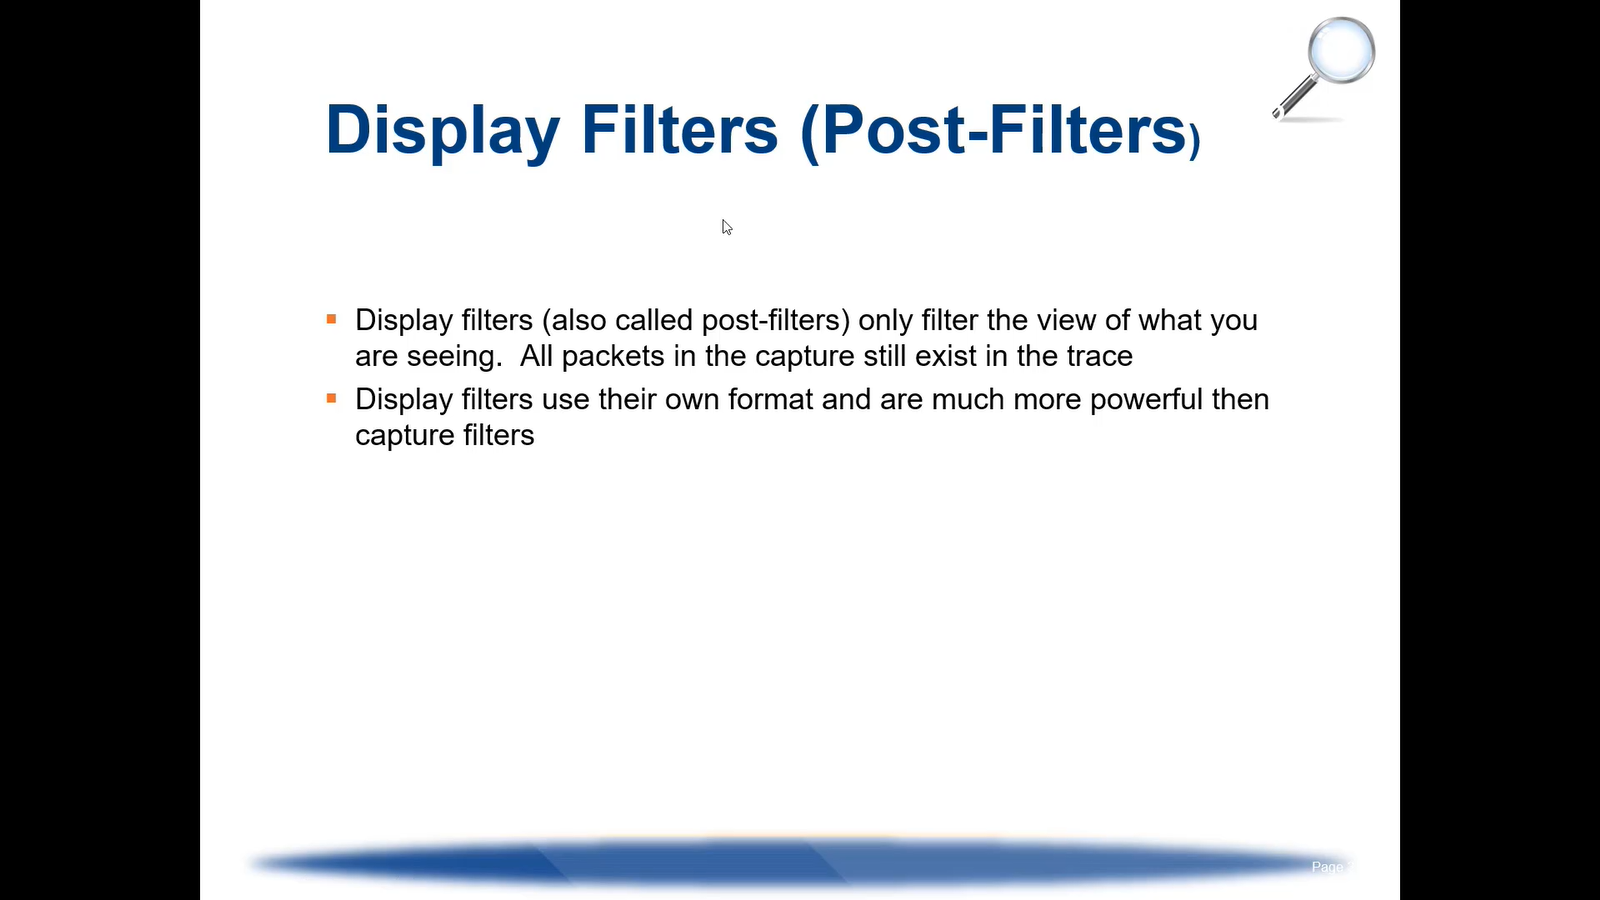 Display Filters (Post-Filters)
▪ Display filters (also called post-filters) only filter the view of what you
are seeing.  All packets in the capture still exist in the trace
▪ Display filters use their own format and are much more powerful then
capture filters
Page